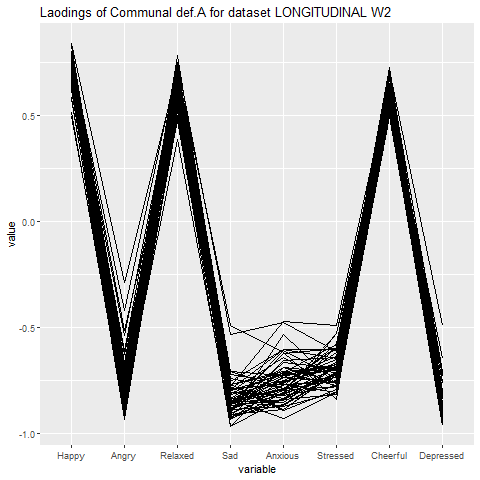 Laodings of Communal def.A for dataset LONGITUDINAL W2
value
0.5
0.0
-0.5
-1.0
Happy Angry Relaxed Sad Anxious Stressed Cheerful Depressed
variable